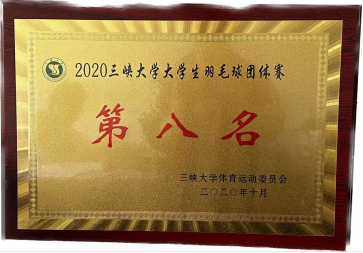 2020三峡大学大学生羽毛球团体赛
第八名
三峡大学体育运动委员会
二〇二〇年十月